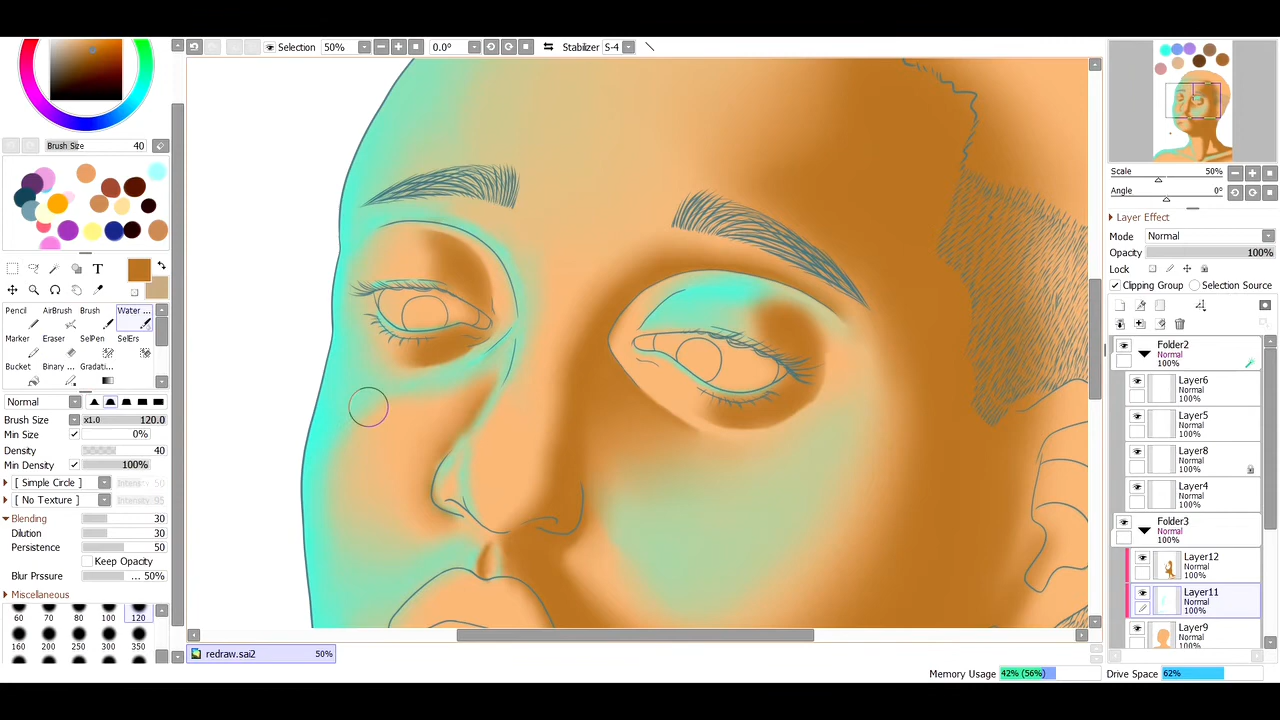 Selection 50% 0.0° Stabilizer S-4
Brush Size 40
T
Pencil AirBrush Brush Water ...
Marker Eraser SelPen SelErs
Bucket Binary ... Gradati...
Normal
Brush Size x1.0 120.0
Min Size 0%
Density 40
Min Density 100%
[ Simple Circle ] Intensity 50
[ No Texture ] Intensity 95
Blending 30
Dilution 30
Persistence 50
Keep Opacity
Blur Prssure ... 50%
Miscellaneous
60 70 80 100 120
160 200 250 300 350
redraw.sai2 50%
Memory Usage 42% (56%) Drive Space 62%
Scale 50%
Angle 0°
Layer Effect
Mode Normal
Opacity 100%
Lock
Clipping Group Selection Source
Folder2
Normal
100%
Layer6
Normal
100%
Layer5
Normal
100%
Layer8
Normal
100%
Layer4
Normal
100%
Folder3
Normal
100%
Layer12
Normal
100%
Layer11
Normal
100%
Layer9
Normal
100%